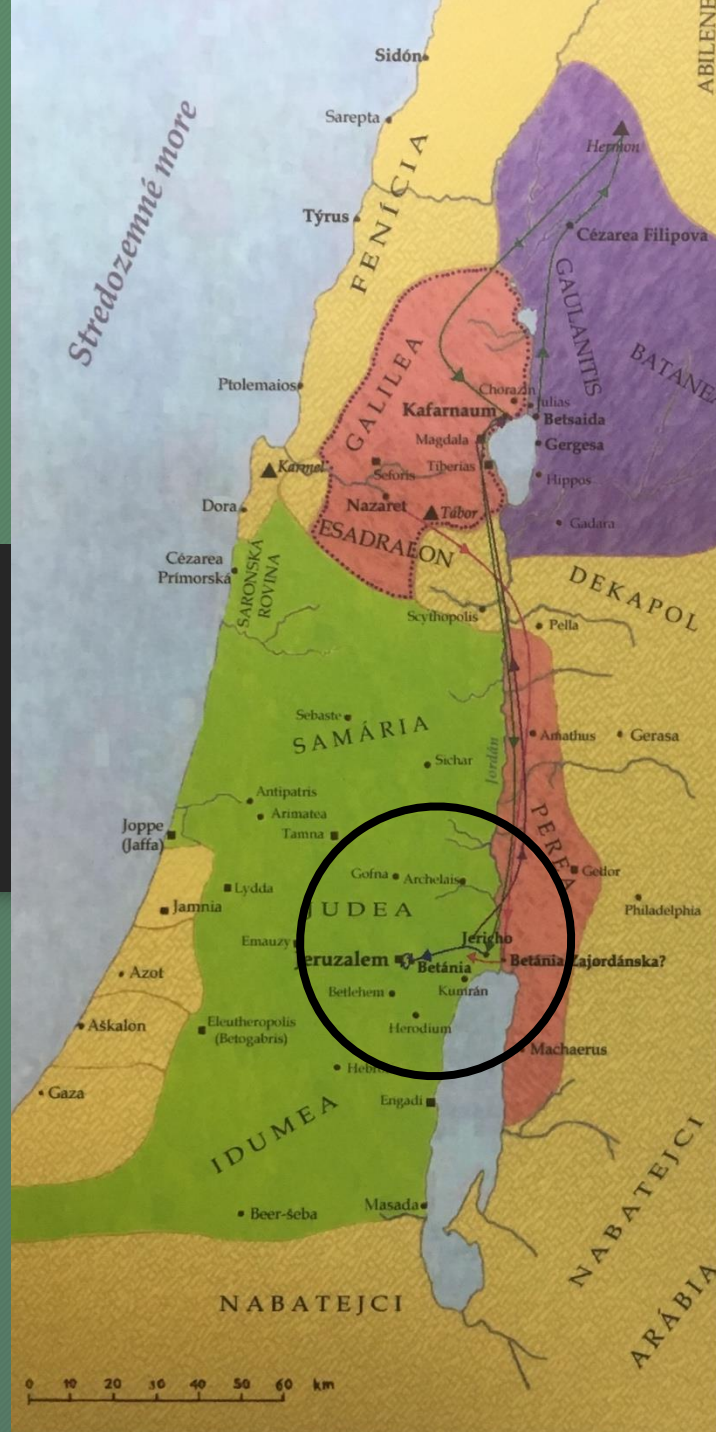 ABILENE
Sidón
Sarepta
Hermon
FENÍCIA
Stredozemné more
Týrus
Cézarea Filipova
GAULANITIS
BATANE
GALILEA
Ptolemaios
Chorazin
Julias
Kafarnaum
Betsaida
Magdala
Gergesa
Karmel
Seforis
Tiberias
Hippos
Nazaret
Tábor
Dora
Gadara
ESADRALON
Cézarea
Prímorská
SARONSKÁ
ROVINA
DEKAPOL
Scythopolis
Pella
Sebaste
SAMÁRIA
Amathus
Gerasa
Jordán
Sichar
Antipatris
Arimatea
Joppe
(Jaffa)
Tamna
PEREA
Gofna
Archelais
Gedor
Lydda
Jamnia
JUDEA
Philadelphia
Emauzy
Jericho
Jeruzalem
Betánia
Betánia Zajordánska?
Azot
Kumrán
Betlehem
Aškalon
Eleutheropolis
(Betogabris)
Herodium
Machaerus
Hebro
Gaza
Engadi
IDUMEA
Masada
Beer-šeba
NABATEJCI
NABATEJCI
ARÁBIA
0 10 20 30 40 50 60 km